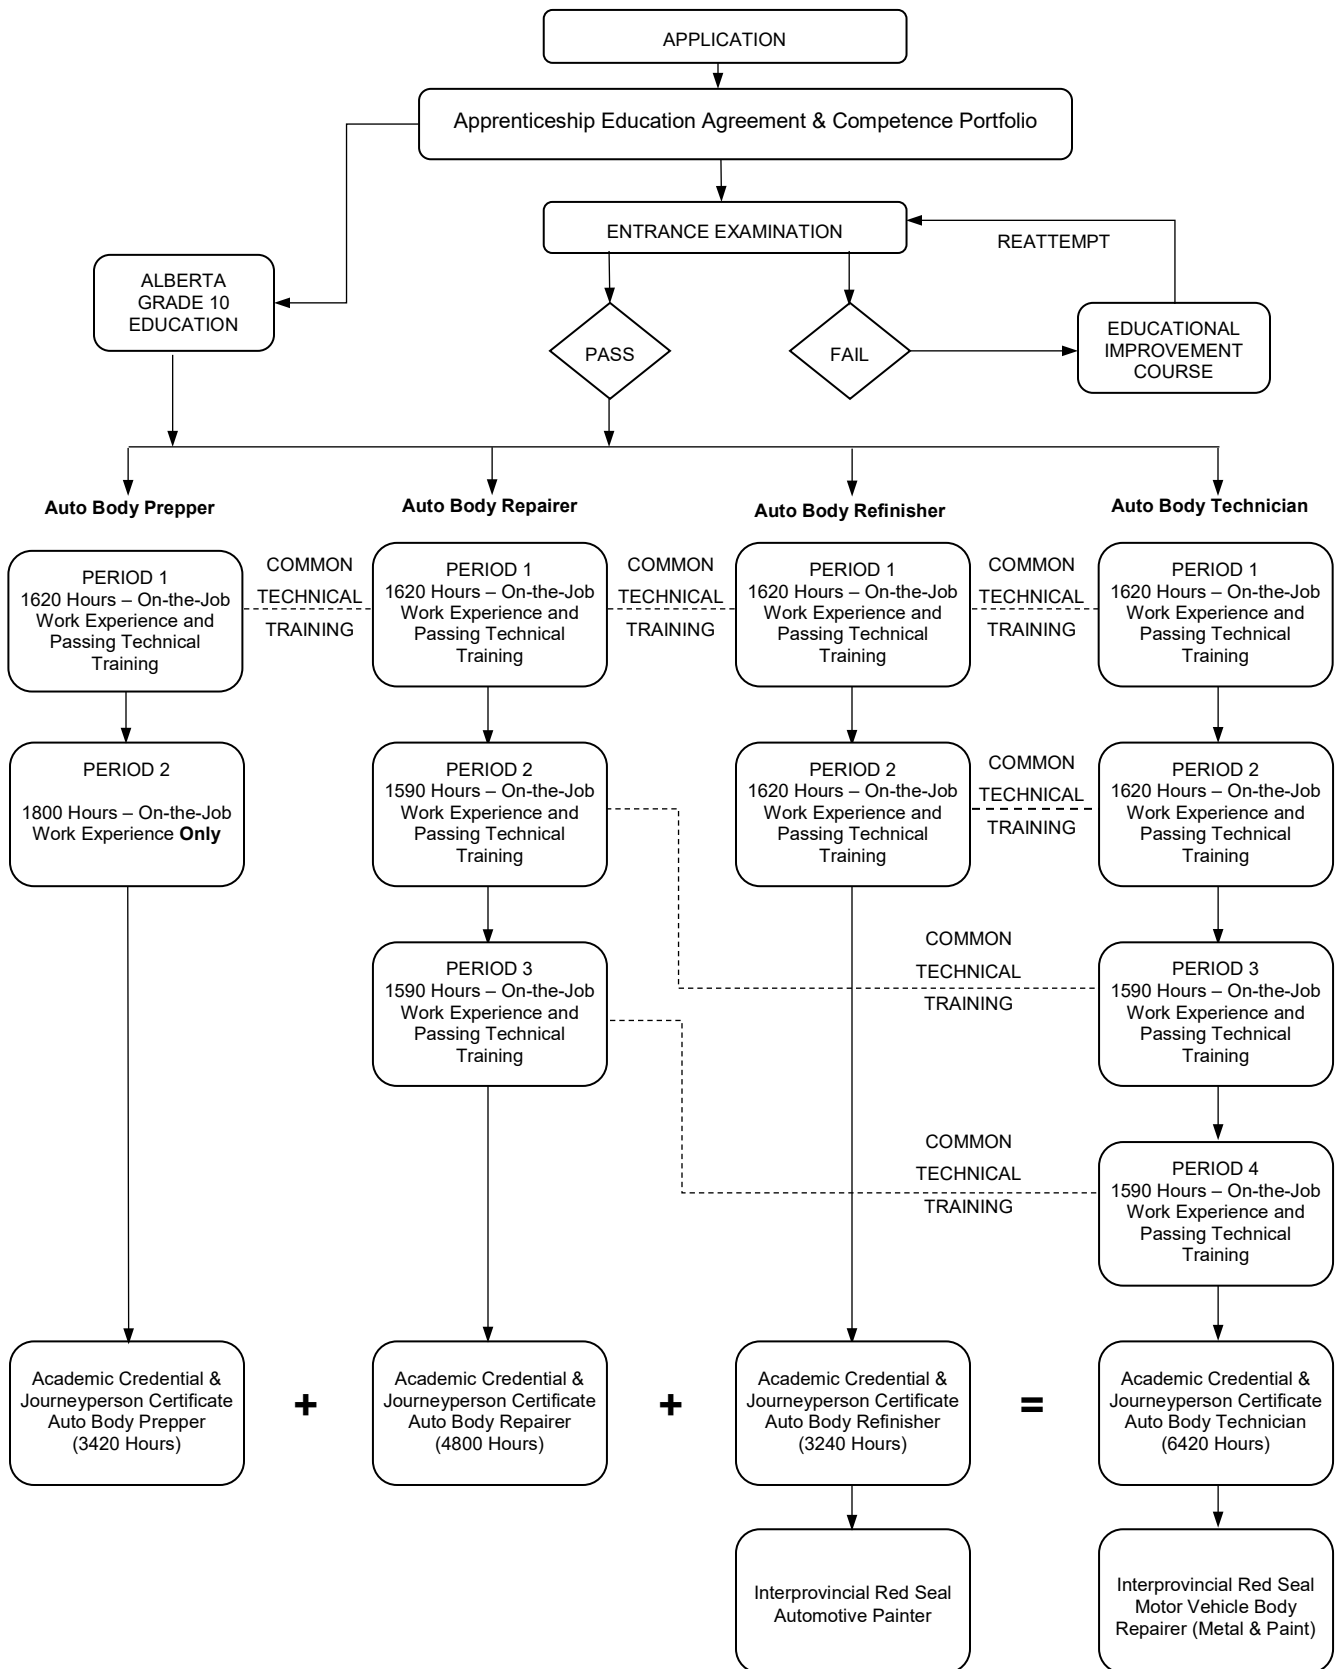 APPLICATION
Apprenticeship Education Agreement & Competence Portfolio
ENTRANCE EXAMINATION
REATTEMPT
ALBERTA
GRADE 10
EDUCATION
PASS
FAIL
EDUCATIONAL
IMPROVEMENT
COURSE
Auto Body Prepper
Auto Body Repairer
Auto Body Refinisher
Auto Body Technician
PERIOD 1
1620 Hours – On-the-Job
Work Experience and
Passing Technical
Training
COMMON
TECHNICAL
TRAINING
PERIOD 1
1620 Hours – On-the-Job
Work Experience and
Passing Technical
Training
COMMON
TECHNICAL
TRAINING
PERIOD 1
1620 Hours – On-the-Job
Work Experience and
Passing Technical
Training
COMMON
TECHNICAL
TRAINING
PERIOD 1
1620 Hours – On-the-Job
Work Experience and
Passing Technical
Training
PERIOD 2
1800 Hours – On-the-Job
Work Experience Only
PERIOD 2
1590 Hours – On-the-Job
Work Experience and
Passing Technical
Training
PERIOD 2
1620 Hours – On-the-Job
Work Experience and
Passing Technical
Training
COMMON
TECHNICAL
TRAINING
PERIOD 2
1620 Hours – On-the-Job
Work Experience and
Passing Technical
Training
PERIOD 3
1590 Hours – On-the-Job
Work Experience and
Passing Technical
Training
COMMON
TECHNICAL
TRAINING
PERIOD 3
1590 Hours – On-the-Job
Work Experience and
Passing Technical
Training
COMMON
TECHNICAL
TRAINING
PERIOD 4
1590 Hours – On-the-Job
Work Experience and
Passing Technical
Training
Academic Credential &
Journeyperson Certificate
Auto Body Prepper
(3420 Hours)
+
Academic Credential &
Journeyperson Certificate
Auto Body Repairer
(4800 Hours)
+
Academic Credential &
Journeyperson Certificate
Auto Body Refinisher
(3240 Hours)
=
Academic Credential &
Journeyperson Certificate
Auto Body Technician
(6420 Hours)
Interprovincial Red Seal
Automotive Painter
Interprovincial Red Seal
Motor Vehicle Body
Repairer (Metal & Paint)